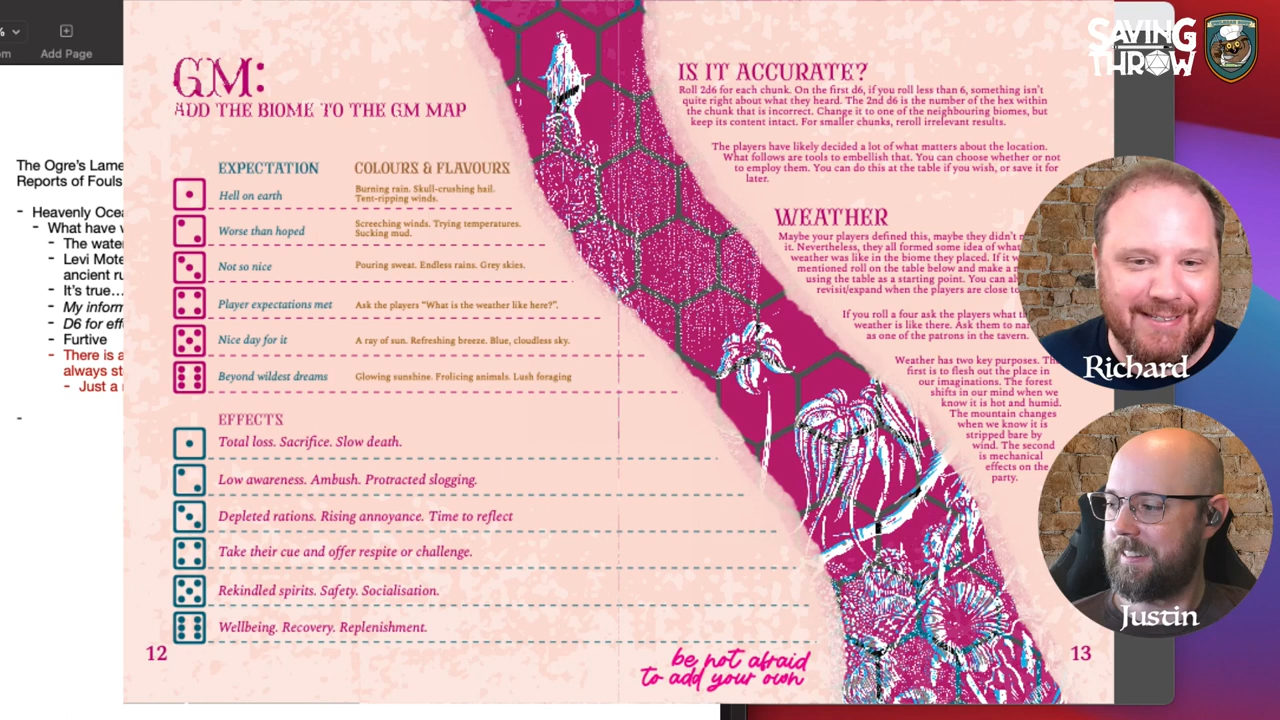 Add Page
SAVING
THROW
The Ogre's Lame
Reports of Fouls
- Heavenly Ocea
- What have
- The water
- Levi Mote
ancient ru
- It's true…
- My inform
- D6 for eff
- Furtive
- There is a
always st
- Just a
-
GM:
ADD THE BIOME TO THE GM MAP
EXPECTATION COLOURS & FLAVOURS
Hell on earth
Burning rain. Skull-crushing hail.
Tent-ripping winds.
Worse than hoped
Screeching winds. Trying temperatures.
Sucking mud.
Not so nice
Pouring sweat. Endless rains. Grey skies.
Player expectations met
Ask the players "What is the weather like here?".
Nice day for it
A ray of sun. Refreshing breeze. Blue, cloudless sky.
Beyond wildest dreams
Glowing sunshine. Frolicing animals. Lush foraging
EFFECTS
Total loss. Sacrifice. Slow death.
Low awareness. Ambush. Protracted slogging.
Depleted rations. Rising annoyance. Time to reflect
Take their cue and offer respite or challenge.
Rekindled spirits. Safety. Socialisation.
Wellbeing. Recovery. Replenishment.
12
be not afraid
to add your own
IS IT ACCURATE?
Roll 2d6 for each chunk. On the first d6, if you roll less than 6, something isn't
quite right about what they heard. The 2nd d6 is the number of the hex within
the chunk that is incorrect. Change it to one of the neighbouring biomes, but
keep its content intact. For smaller chunks, reroll irrelevant results.
The players have likely decided a lot of what matters about the location.
What follows are tools to embellish that. You can choose whether or not
to employ them. You can do this at the table if you wish, or save it for
later.
WEATHER
Maybe your players defined this, maybe they didn't
it. Nevertheless, they all formed some idea of what
weather was like in the biome they placed. If it w
mentioned roll on the table below and make a
using the table as a starting point. You can al
revisit/expand when the players are close to
If you roll a four ask the players what t
weather is like there. Ask them to nar
as one of the patrons in the tavern.
Weather has two key purposes. Th
first is to flesh out the place in
our imaginations. The forest
shifts in our mind when we
know it is hot and humid.
The mountain changes
when we know it is
stripped bare by
wind. The second
is mechanical
effects on the
party.
13
Richard
Justin